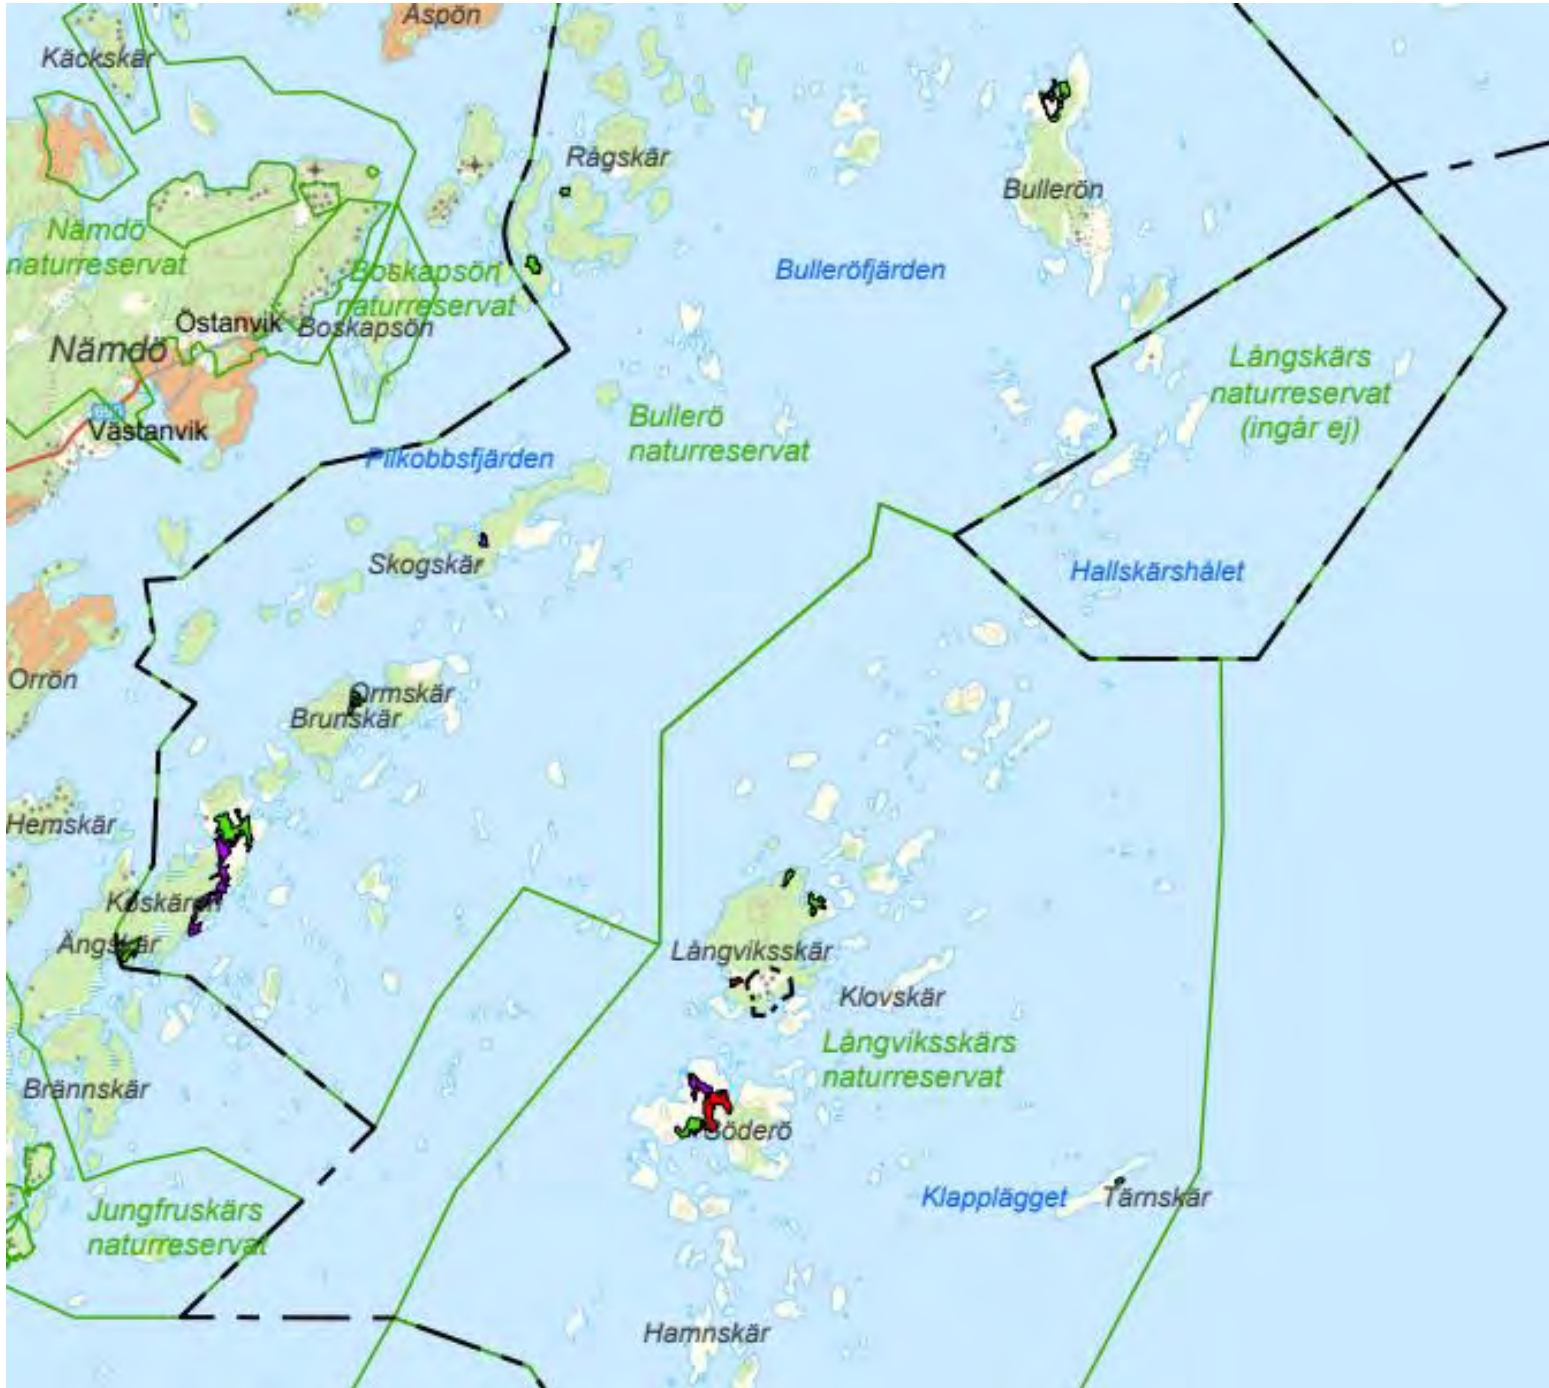 Aspön
Käckskär
Rågskär
Bullerön
Nämdö
naturreservat
Boskapsön
naturreservat
Bulleröfjärden
Östanvik
Boskapsön
Nämdö
Långskärs
naturreservat
(ingår ej)
Bullerö
naturreservat
Västanvik
Pilkobbsfjärden
Skogskär
Hallskärshålet
Orrön
Ormskär
Brunskär
Hemskär
Koskären
Ängskär
Långviksskär
Klovskär
Långviksskärs
naturreservat
Brännskär
Söderö
Klapplägget
Tärnskär
Jungfruskärs
naturreservat
Hamnskär